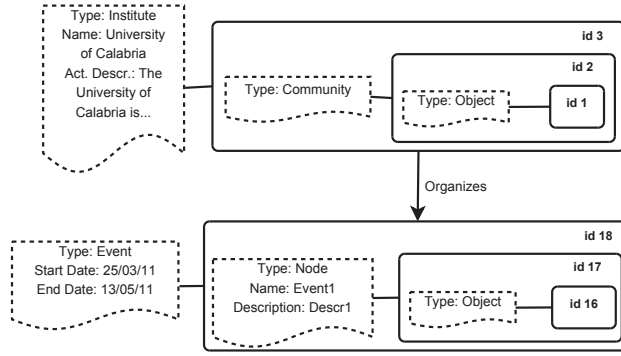 Type: Institute
Name: University
of Calabria
Act. Descr.: The
University of
Calabria is...
id 3
id 2
Type: Community
Type: Object
id 1
Organizes
id 18
Type: Event
Start Date: 25/03/11
End Date: 13/05/11
Type: Node
Name: Event1
Description: Descr1
id 17
Type: Object
id 16